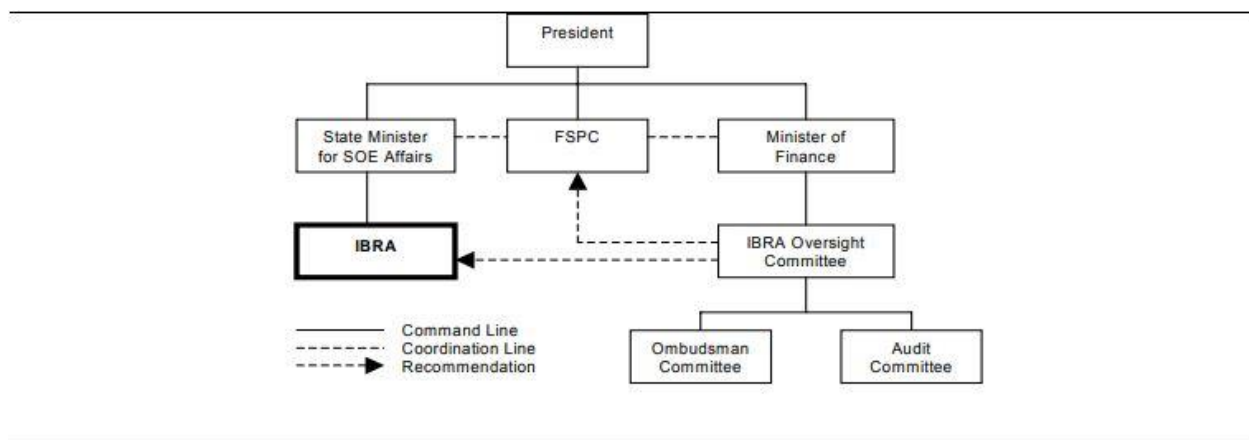 President
State Minister
for SOE Affairs
FSPC
Minister of
Finance
IBRA
IBRA Oversight
Committee
Command Line
Coordination Line
Recommendation
Ombudsman
Committee
Audit
Committee